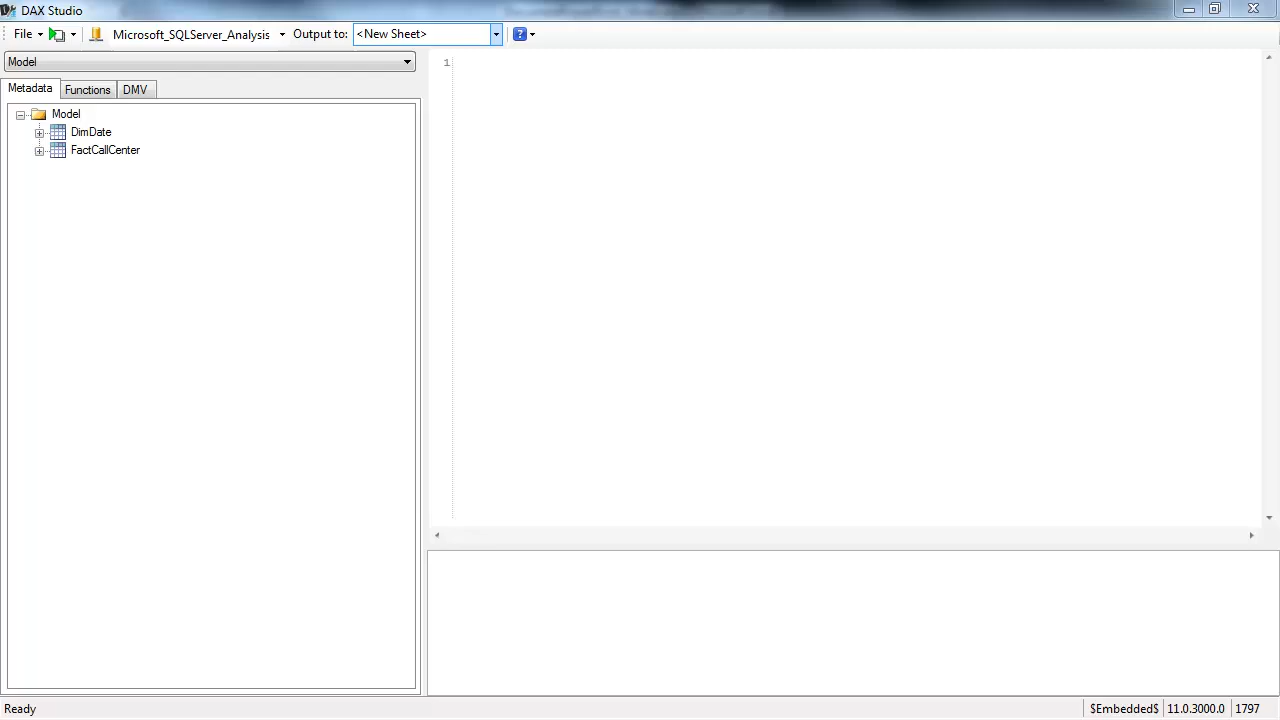 DAX Studio
File Microsoft_SQLServer_Analysis Output to: <New Sheet> ?
Model
1
Metadata Functions DMV
Model
DimDate
FactCallCenter
Ready $Embedded$ 11.0.3000.0 1797